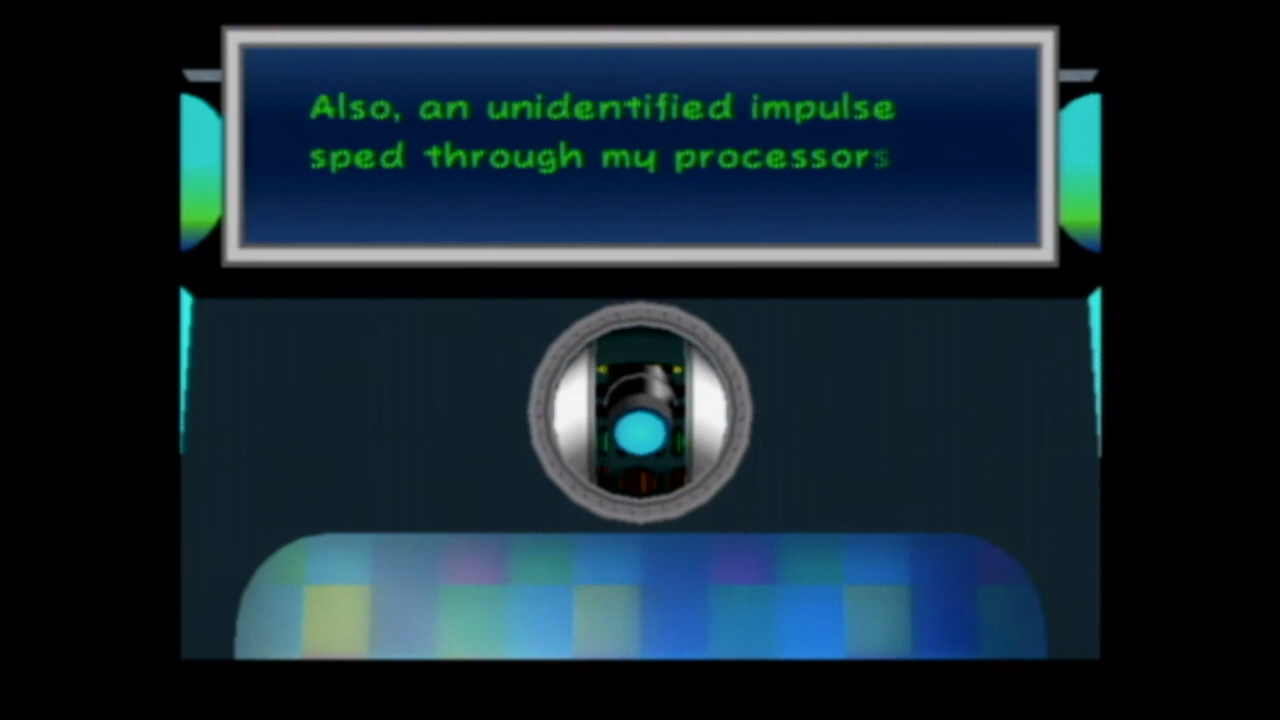 Also, an unidentified impulse
sped through my processors